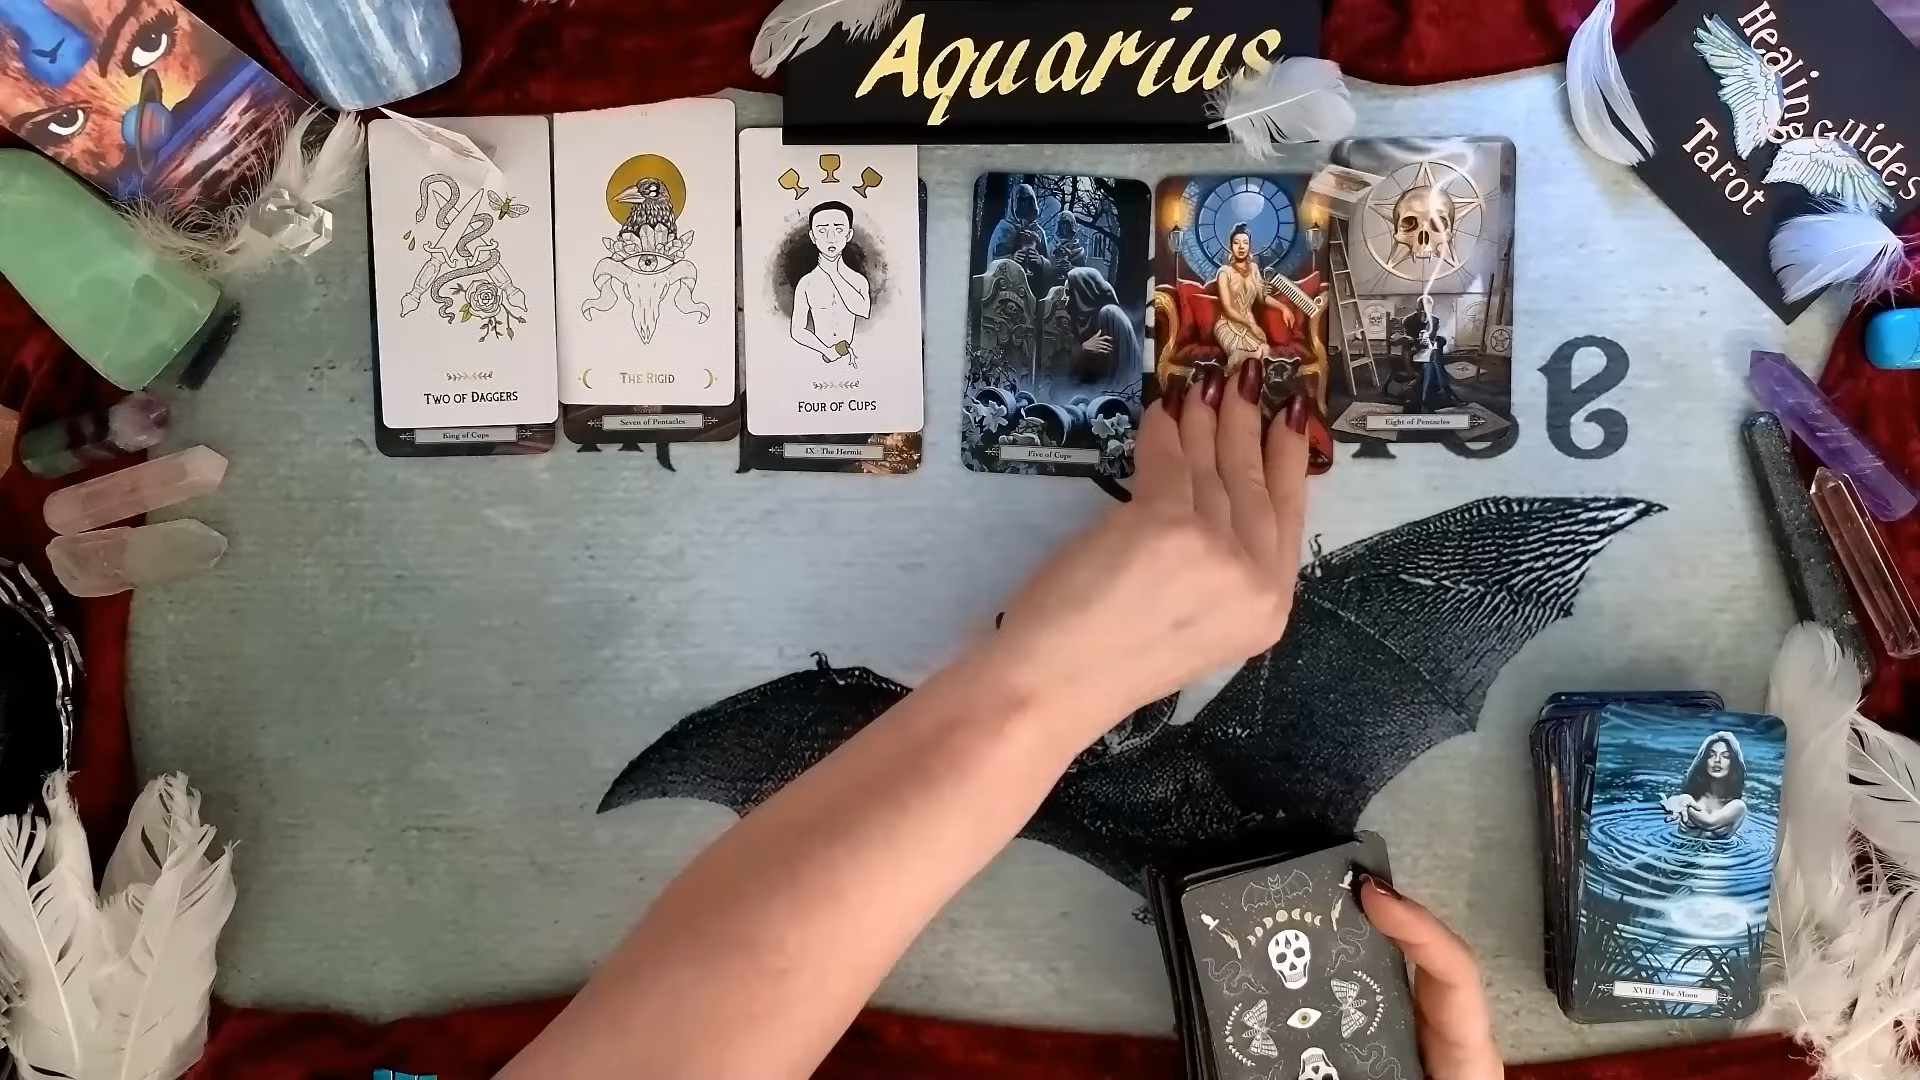 Aquarius
Healing Guides
Tarot
TWO OF DAGGERS
King of Cups
THE RIGID
Seven of Pentacles
FOUR OF CUPS
IX - The Hermit
Five of Cups
Eight of Pentacles
XVIII - The Moon